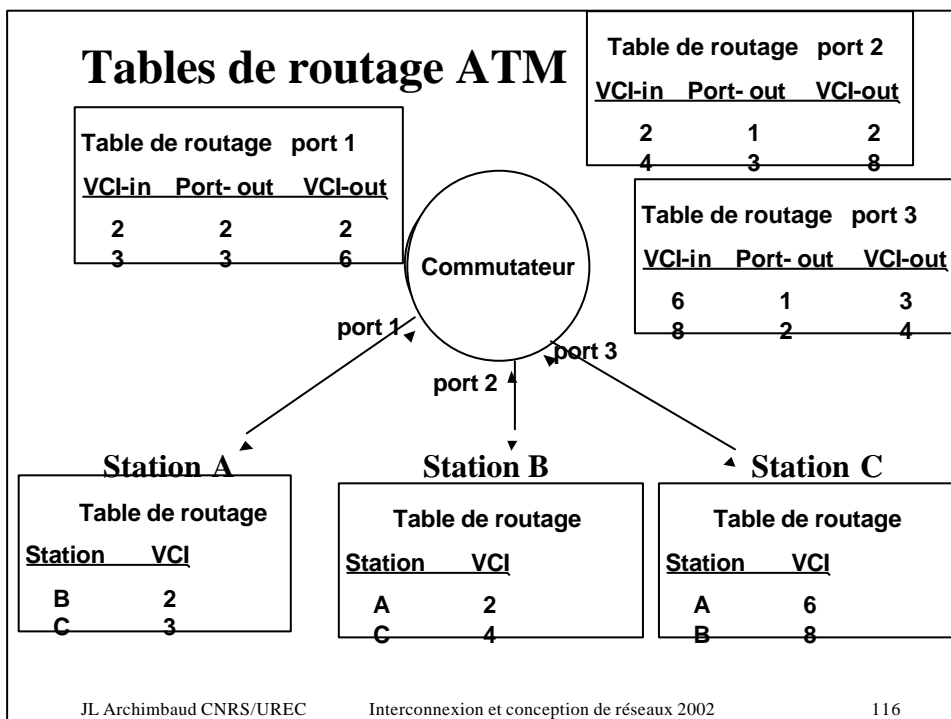 Tables de routage ATM
Table de routage port 2
VCI-in Port- out VCI-out
2 1 2
4 3 8
Table de routage port 1
VCI-in Port- out VCI-out
2 2 2
3 3 6
Table de routage port 3
VCI-in Port- out VCI-out
6 1 3
8 2 4
Commutateur
port 1
port 2
port 3
Station A
Table de routage
Station VCI
B 2
C 3
Station B
Table de routage
Station VCI
A 2
C 4
Station C
Table de routage
Station VCI
A 6
B 8
JL Archimbaud CNRS/UREC Interconnexion et conception de réseaux 2002 116